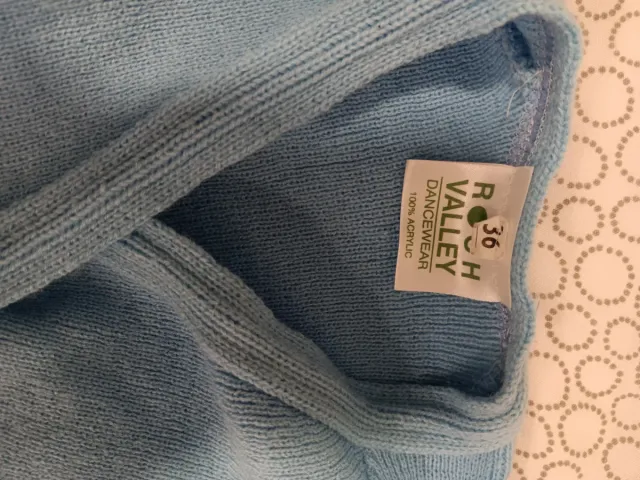 ROCH
VALLEY
DANCEWEAR
100% ACRYLIC
36